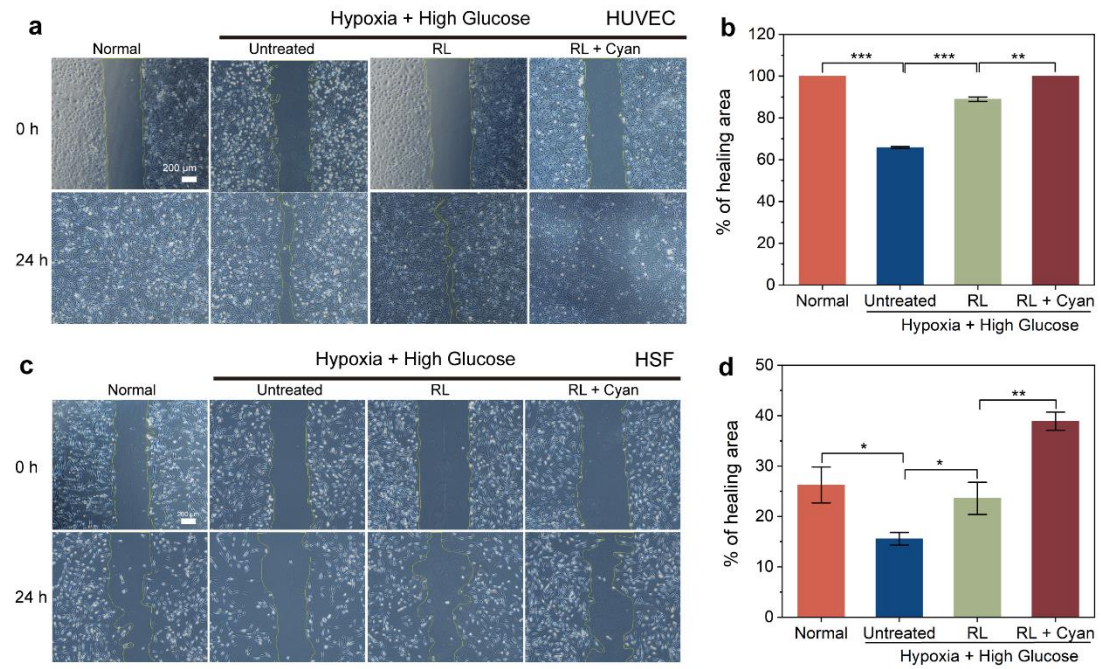 a
Hypoxia + High Glucose HUVEC
Normal Untreated RL RL + Cyan
0 h
200 μm
24 h
b
120
100
80
60
40
20
0
% of healing area
*** *** **
Normal Untreated RL RL + Cyan
Hypoxia + High Glucose
c
Hypoxia + High Glucose HSF
Normal Untreated RL RL + Cyan
0 h
200 μm
24 h
d
50
40
30
20
10
0
% of healing area
* * **
Normal Untreated RL RL + Cyan
Hypoxia + High Glucose